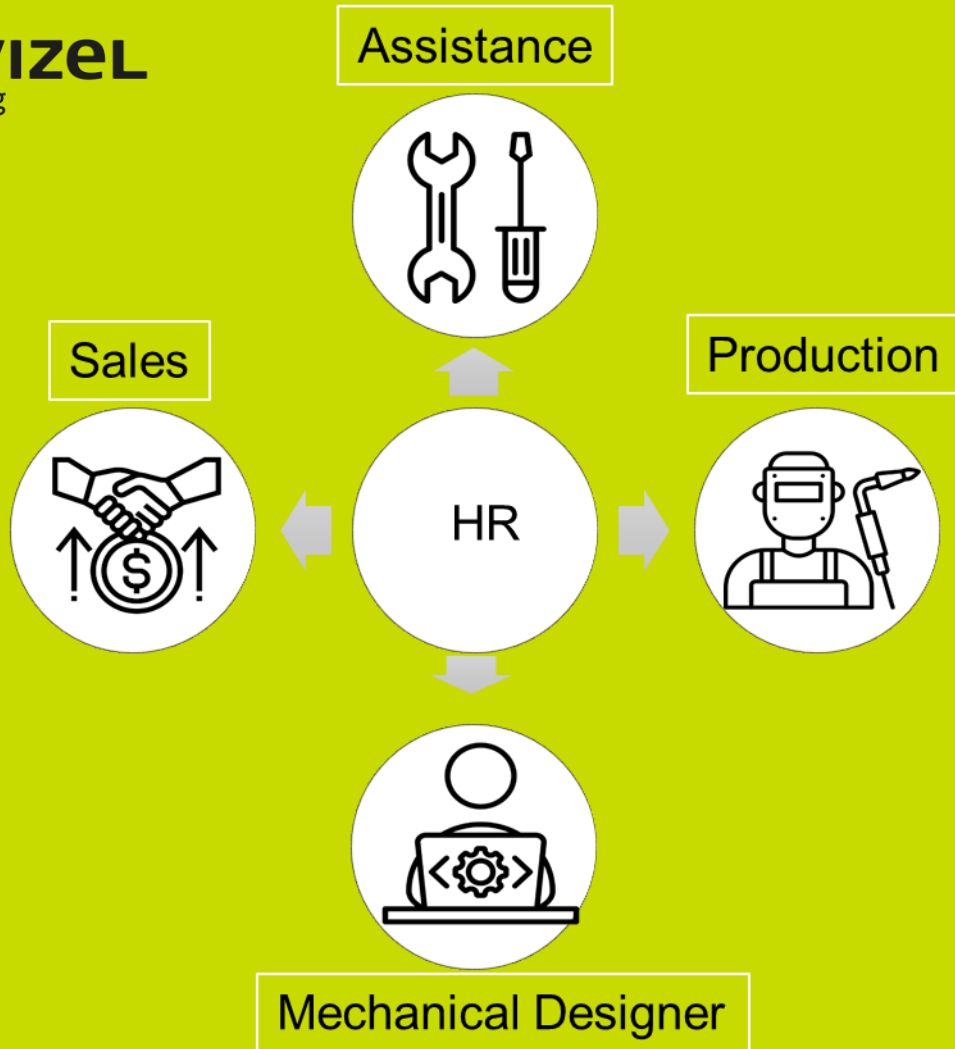 Assistance
Sales
Production
HR
$
Mechanical Designer